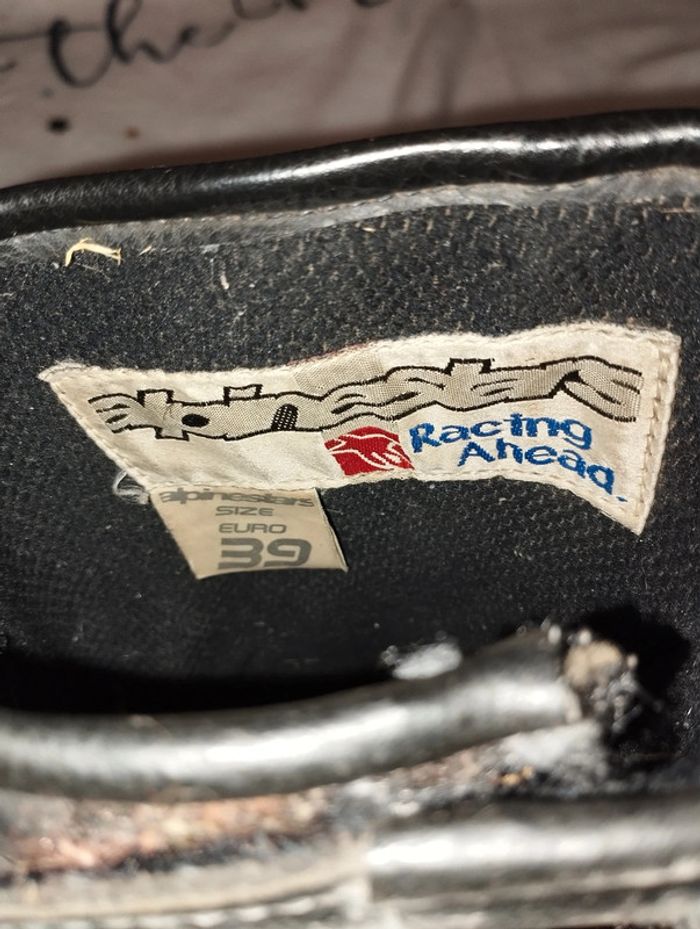 alpinestars
Racing
Ahead.
alpinestars
SIZE
EURO
39